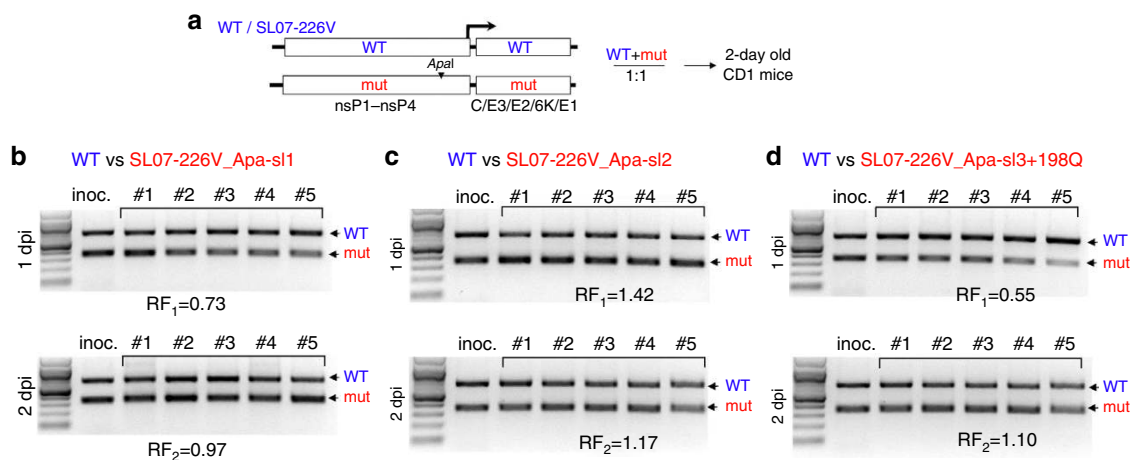 a
WT / SL07-226V
WT WT
ApaI
mut mut
nsP1–nsP4 C/E3/E2/6K/E1
WT+mut
1:1
2-day old
CD1 mice
b WT vs SL07-226V_Apa-sl1
inoc. #1 #2 #3 #4 #5
1 dpi
WT
mut
RF1=0.73
inoc. #1 #2 #3 #4 #5
2 dpi
WT
mut
RF2=0.97
c WT vs SL07-226V_Apa-sl2
inoc. #1 #2 #3 #4 #5
1 dpi
WT
mut
RF1=1.42
inoc. #1 #2 #3 #4 #5
2 dpi
WT
mut
RF2=1.17
d WT vs SL07-226V_Apa-sl3+198Q
inoc. #1 #2 #3 #4 #5
1 dpi
WT
mut
RF1=0.55
inoc. #1 #2 #3 #4 #5
2 dpi
WT
mut
RF2=1.10